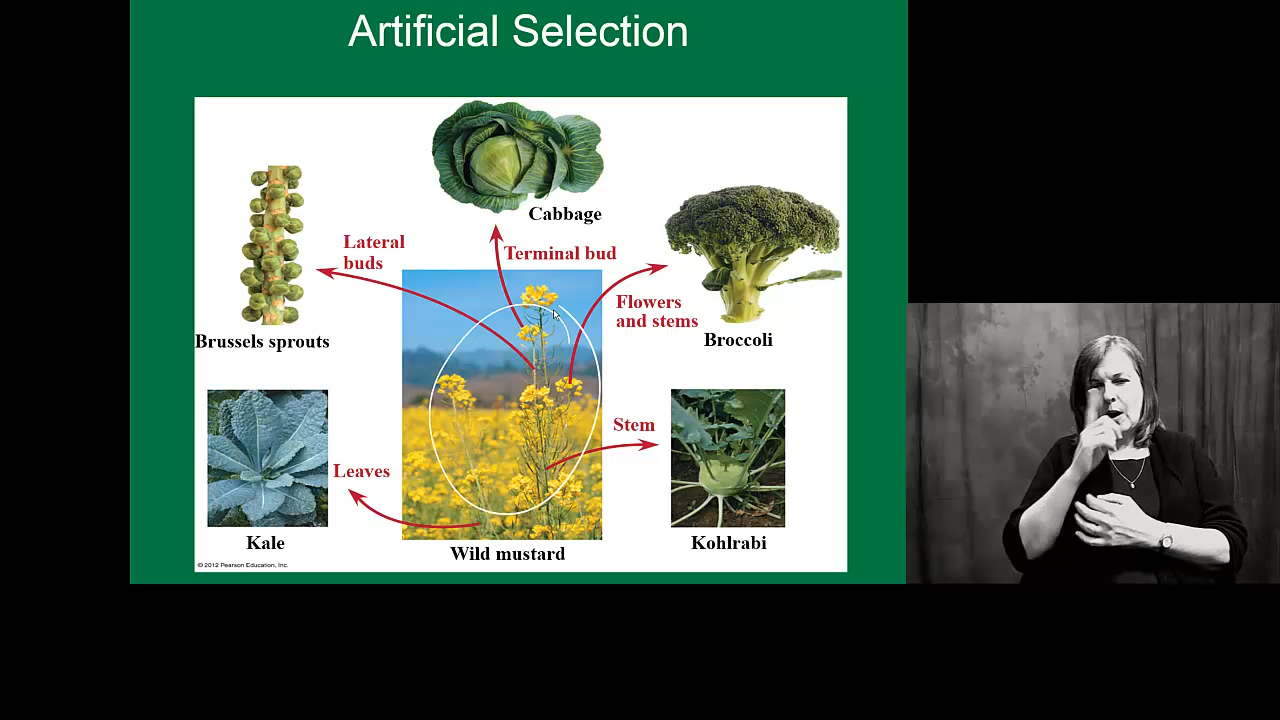 Artificial Selection
Cabbage
Lateral
buds
Terminal bud
Flowers
and stems
Brussels sprouts
Broccoli
Stem
Leaves
Kale
Wild mustard
Kohlrabi
© 2012 Pearson Education, Inc.